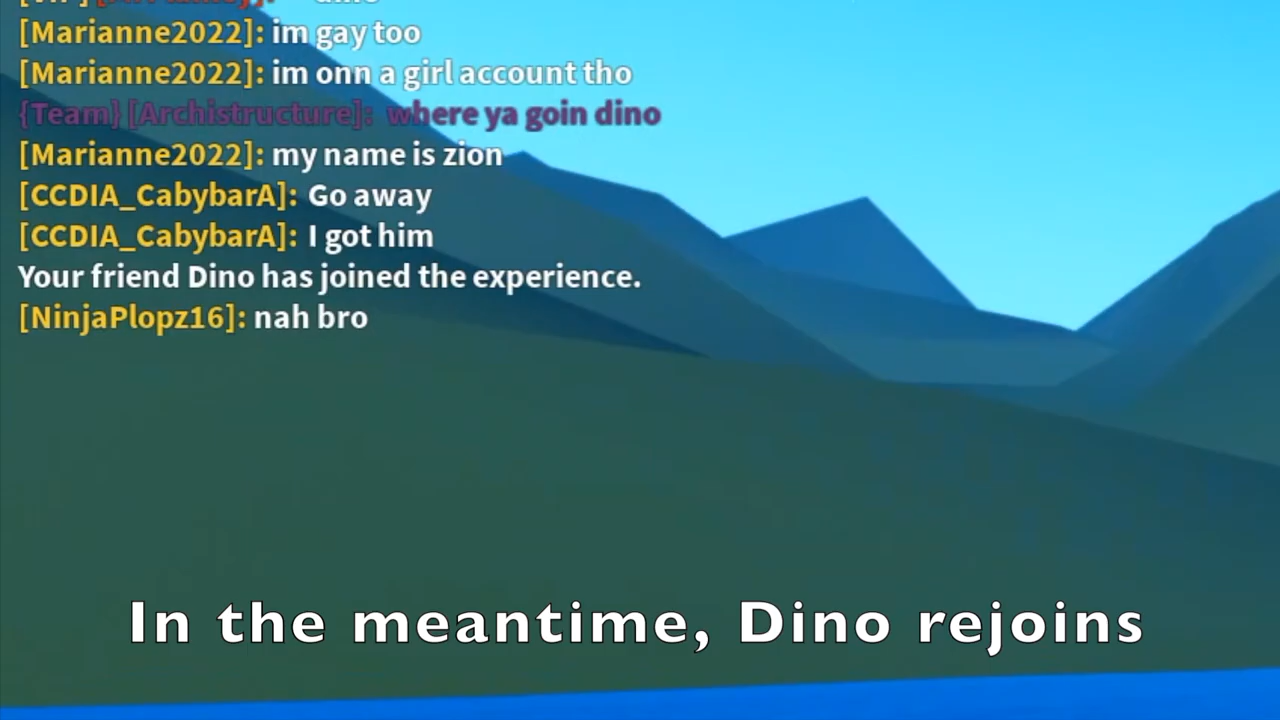 [Marianne2022]: im gay too
[Marianne2022]: im onn a girl account tho
{Team} [Archistructure]: where ya goin dino
[Marianne2022]: my name is zion
[CCDIA_CabybarA]: Go away
[CCDIA_CabybarA]: I got him
Your friend Dino has joined the experience.
[NinjaPlopz16]: nah bro
In the meantime, Dino rejoins